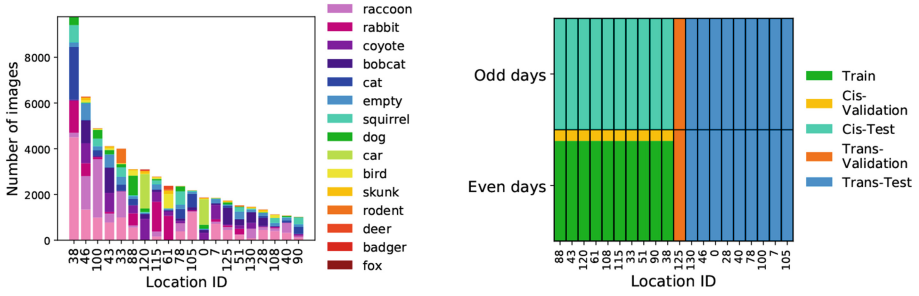 Number of images
8000
6000
4000
2000
0
38 46 100 43 33 88 120 115 61 78 105 0 7 125 51 130 28 108 40 90
Location ID
raccoon
rabbit
coyote
bobcat
cat
empty
squirrel
dog
car
bird
skunk
rodent
deer
badger
fox
Odd days
Even days
88 43 120 61 108 115 33 51 90 38 125 130 46 0 28 40 78 100 7 105
Location ID
Train
Cis-
Validation
Cis-Test
Trans-
Validation
Trans-Test